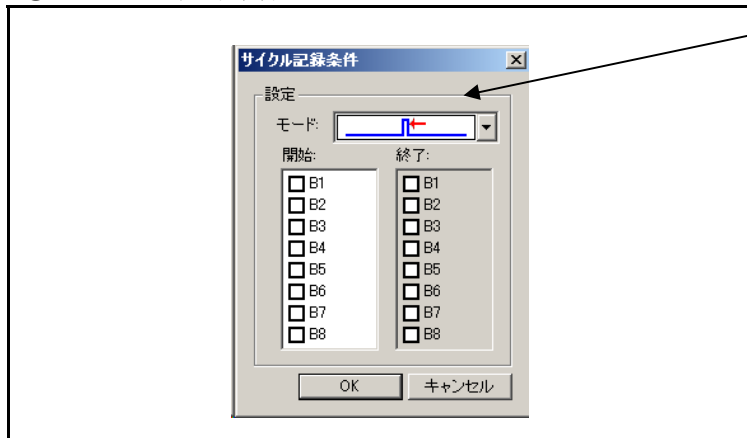 サイクル記録条件
設定
モード:
開始: 終了:
B1 B1
B2 B2
B3 B3
B4 B4
B5 B5
B6 B6
B7 B7
B8 B8
OK キャンセル